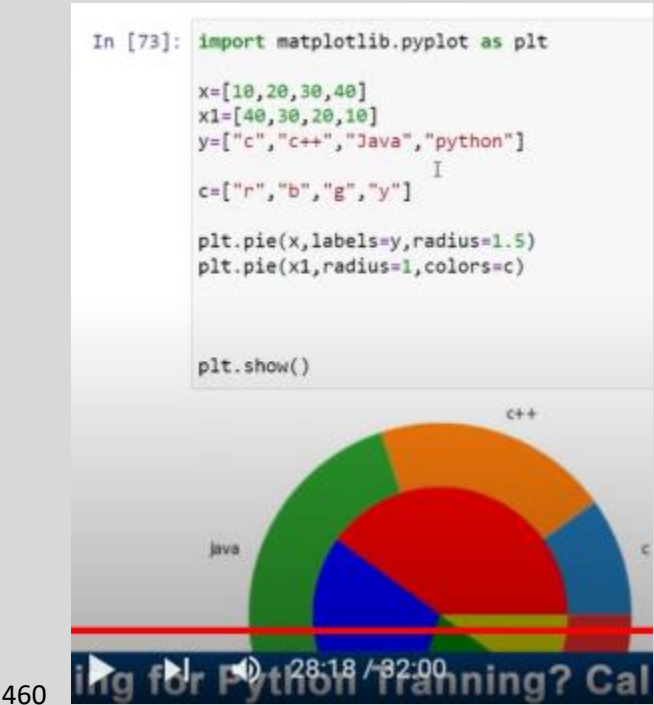 In [73]: import matplotlib.pyplot as plt
x=[10,20,30,40]
x1=[40,30,20,10]
y=["c","c++","Java","python"]
c=["r","b","g","y"]
plt.pie(x,labels=y,radius=1.5)
plt.pie(x1,radius=1,colors=c)
plt.show()
c++
Java
c
28:18 / 32:00
ing for Python Tranning? Cal
460